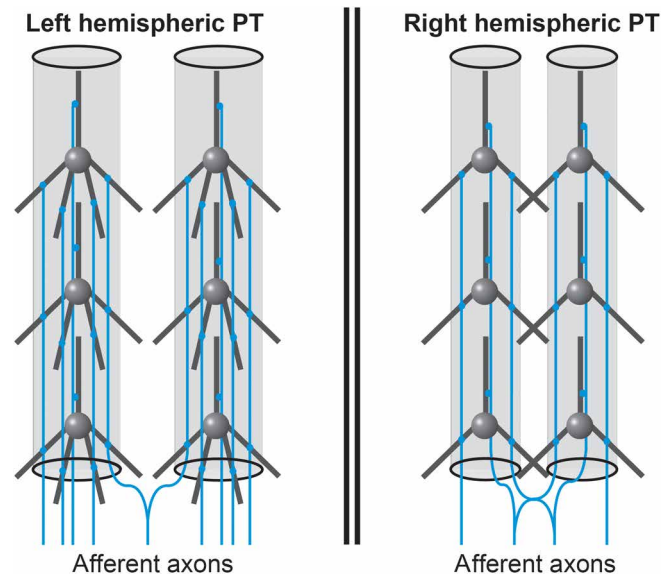 Left hemispheric PT
Right hemispheric PT
Afferent axons
Afferent axons